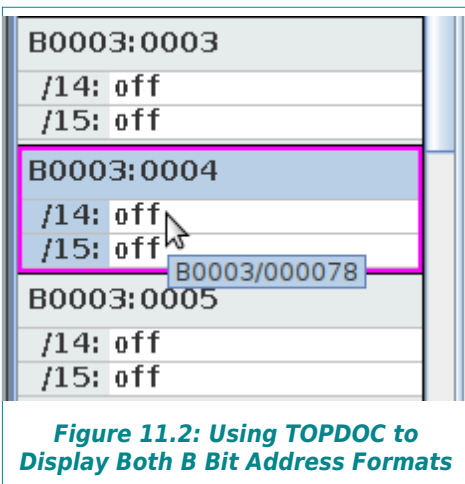 B0003:0003
/14: off
/15: off
B0003:0004
/14: off
/15: off
B0003/000078
B0003:0005
/14: off
/15: off
Figure 11.2: Using TOPDOC to
Display Both B Bit Address Formats